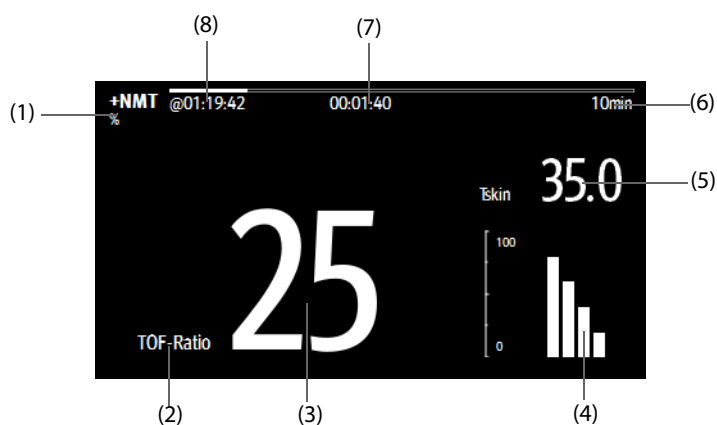 (8) (7)
+NMT @01:19:42 00:01:40 10min (6)
(1) %
Tskin 35.0 (5)
100
25
TOF-Ratio
0
(2) (3) (4)